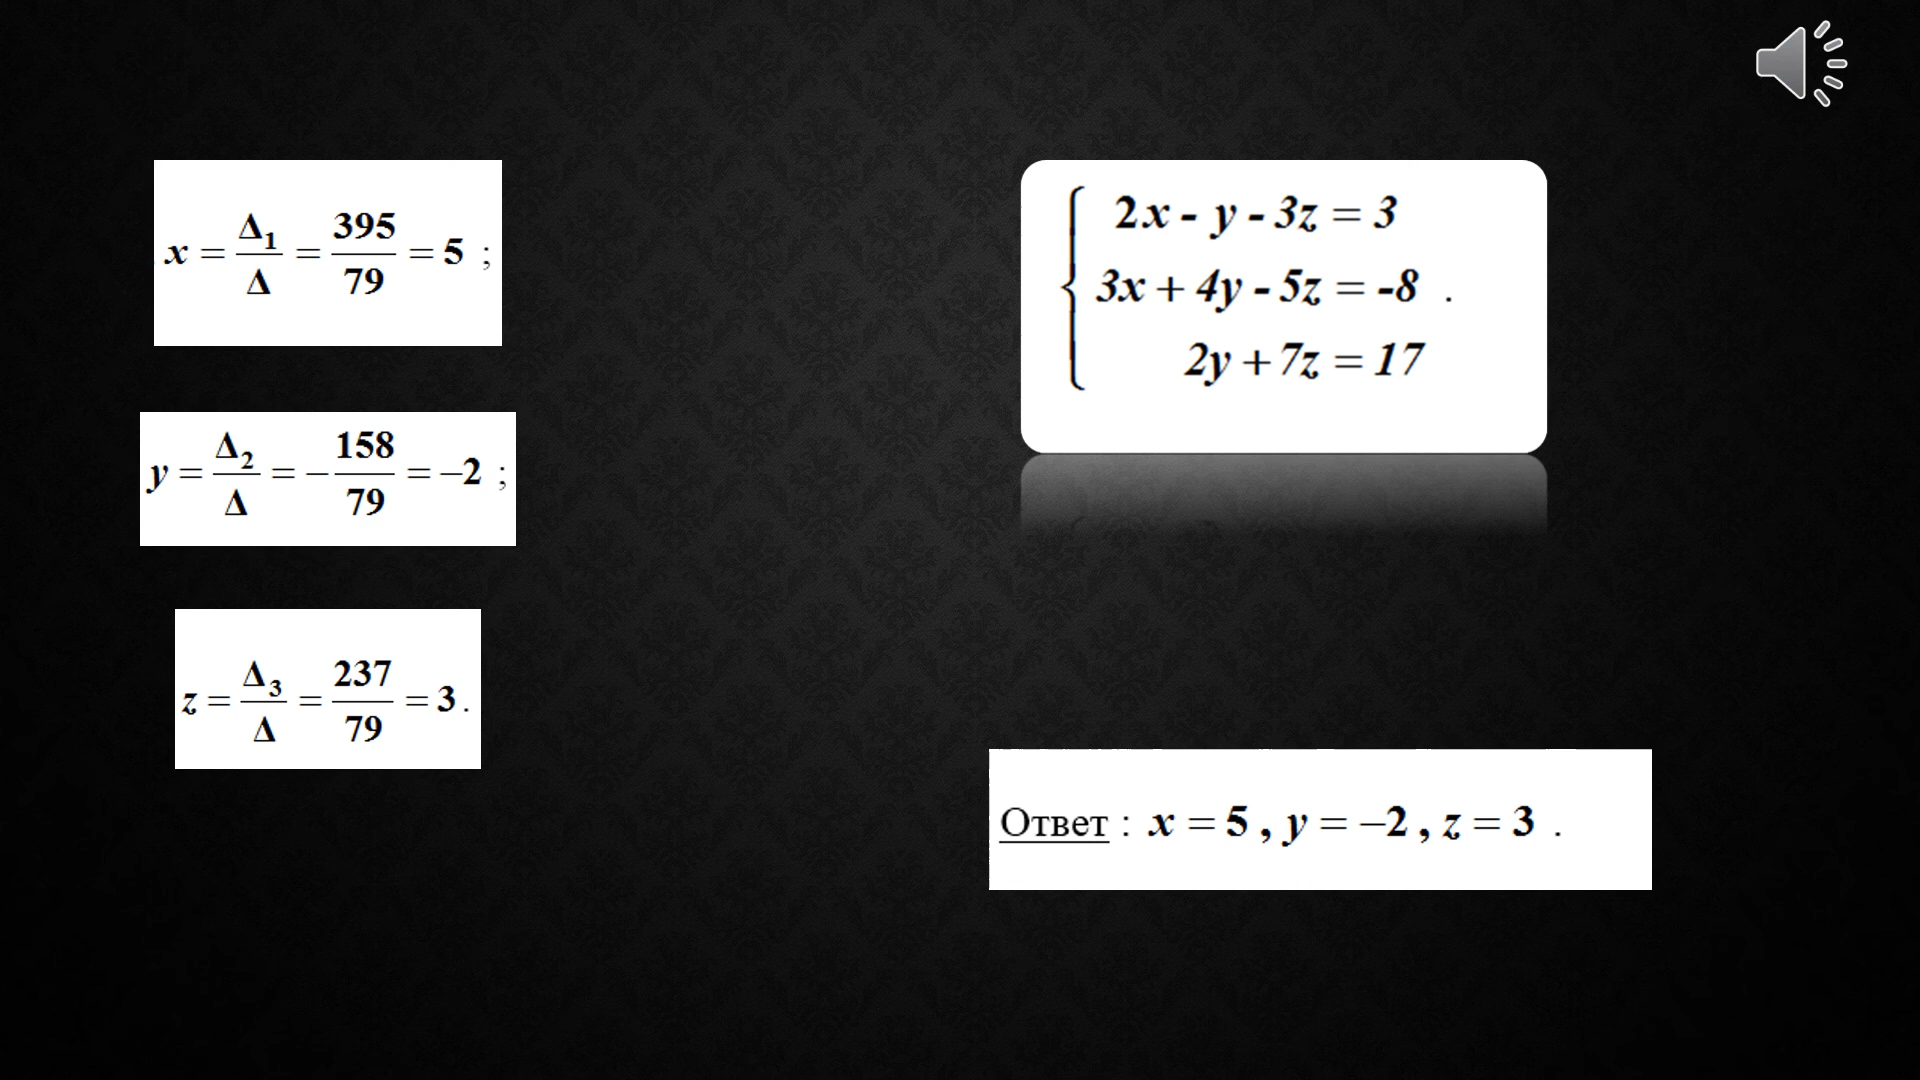 x = Δ₁/Δ = 395/79 = 5 ;
y = Δ₂/Δ = −158/79 = −2 ;
z = Δ₃/Δ = 237/79 = 3 .
2x - y - 3z = 3
3x + 4y - 5z = -8 .
2y + 7z = 17
Ответ : x = 5 , y = −2 , z = 3 .